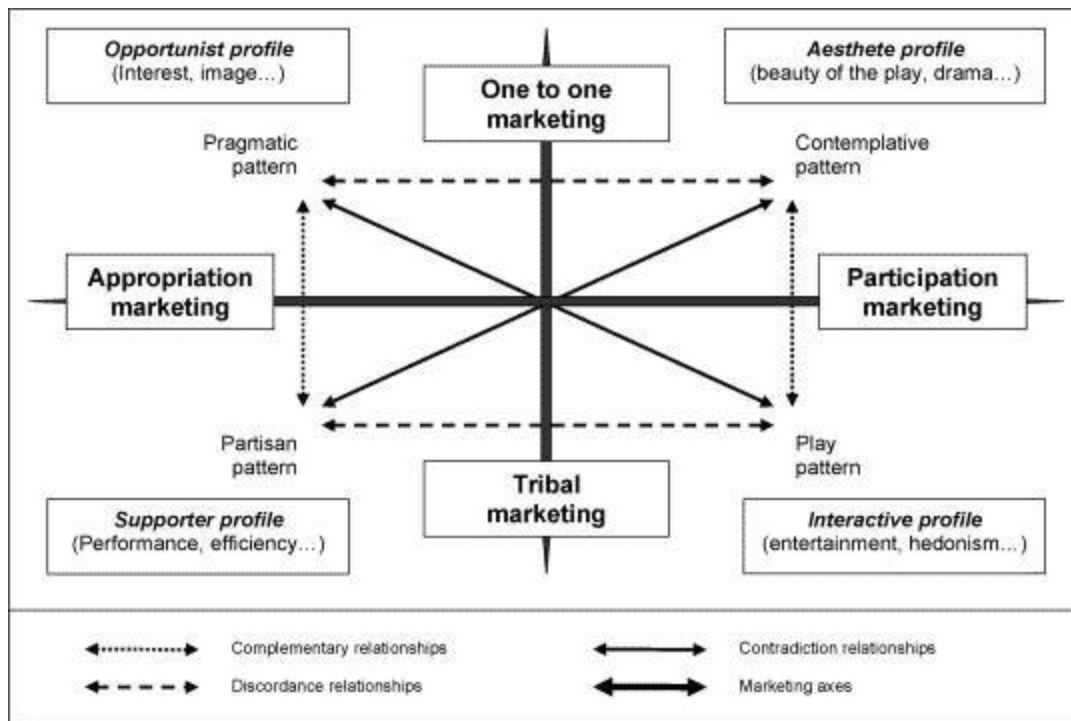 Opportunist profile
(Interest, image…)
Aesthete profile
(beauty of the play, drama…)
One to one
marketing
Pragmatic
pattern
Contemplative
pattern
Appropriation
marketing
Participation
marketing
Partisan
pattern
Play
pattern
Tribal
marketing
Supporter profile
(Performance, efficiency…)
Interactive profile
(entertainment, hedonism…)
Complementary relationships
Contradiction relationships
Discordance relationships
Marketing axes